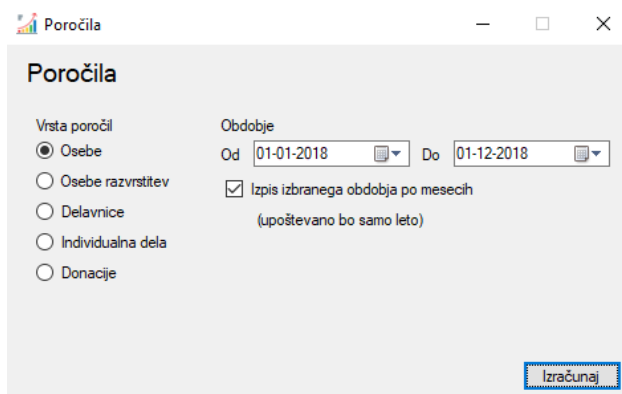 Poročila
Poročila
Vrsta poročil
Osebe
Osebe razvrstitev
Delavnice
Individualna dela
Donacije
Obdobje
Od 01-01-2018 Do 01-12-2018
Izpis izbranega obdobja po mesecih
(upoštevano bo samo leto)
Izračunaj